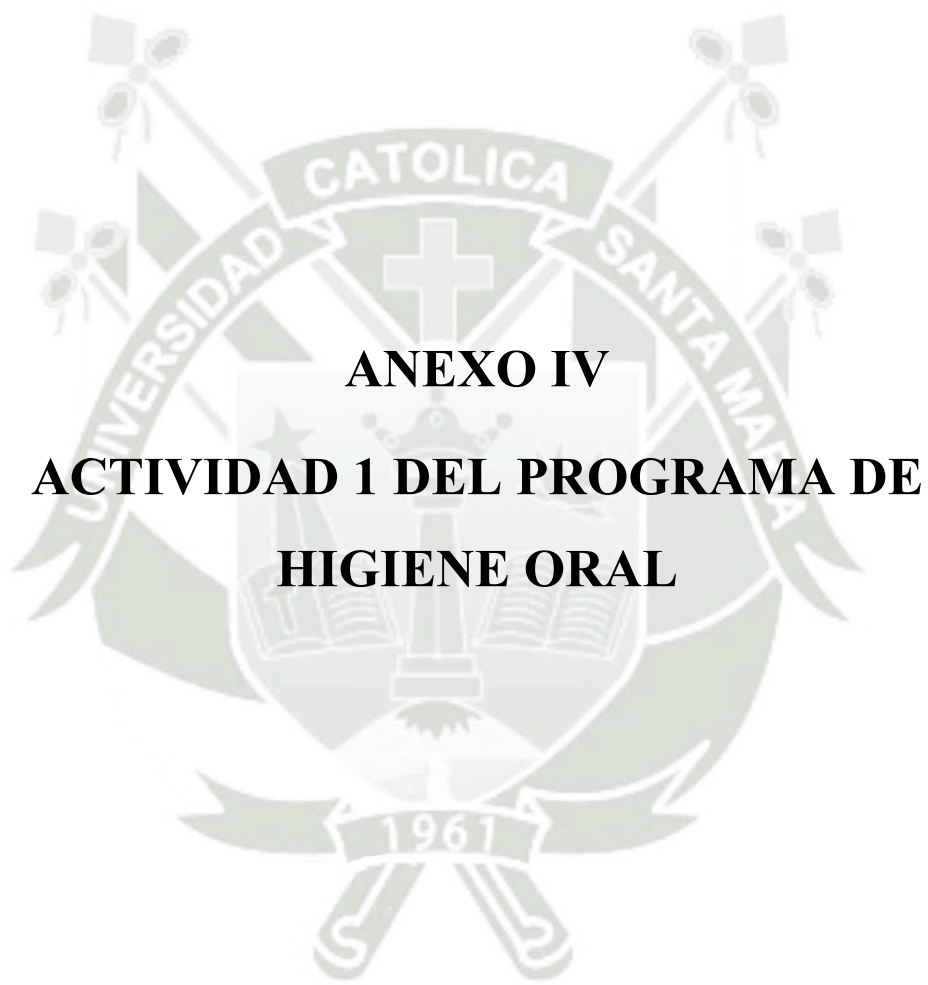 UNIVERSIDAD CATOLICA SANTA MARIA
ANEXO IV
ACTIVIDAD 1 DEL PROGRAMA DE
HIGIENE ORAL
1961